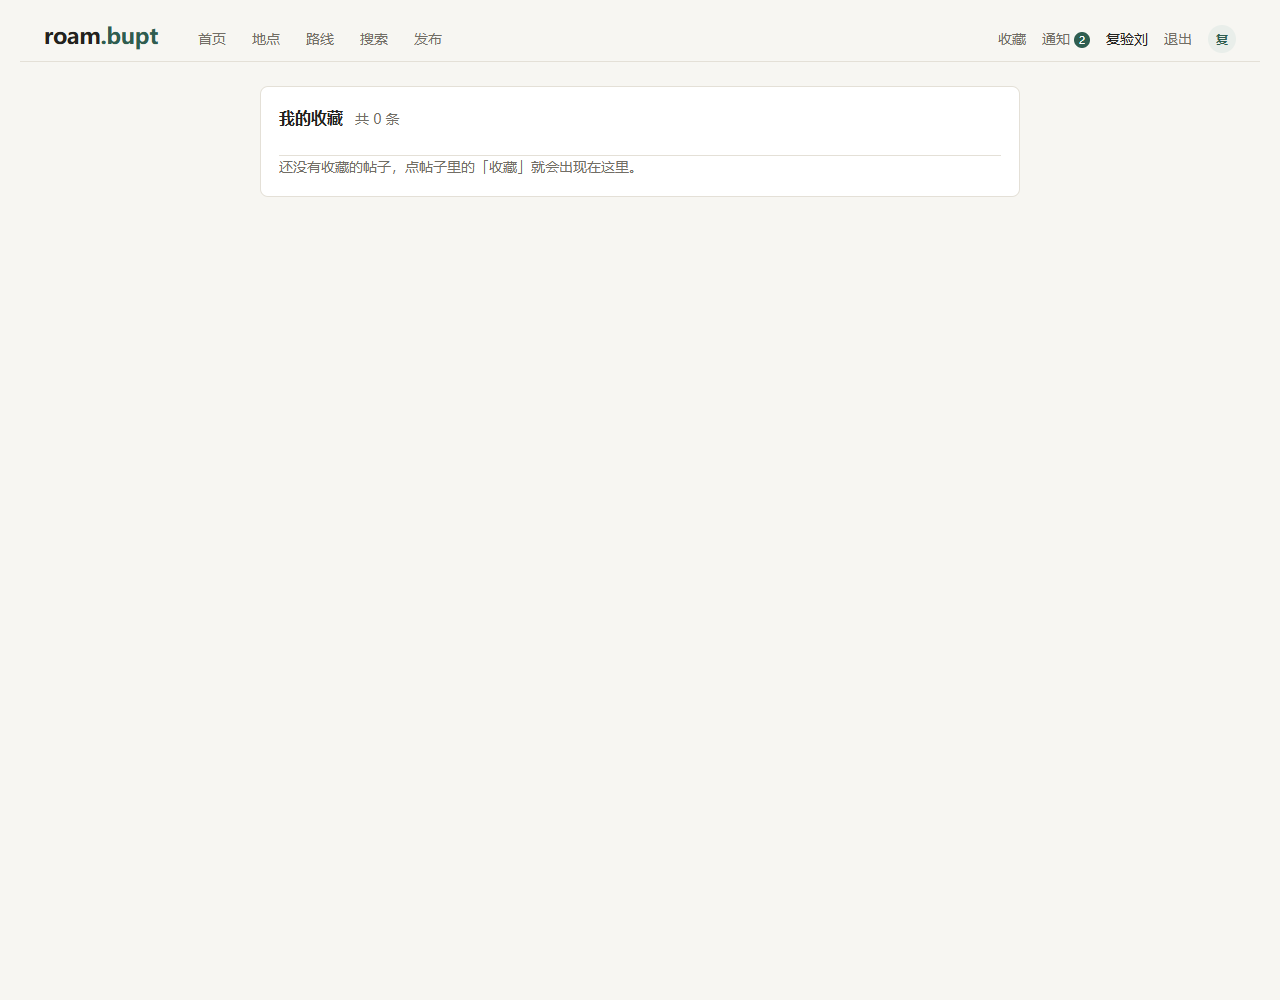 roam.bupt 首页 地点 路线 搜索 发布 收藏 通知 2 复验刘 退出 复
我的收藏 共 0 条
还没有收藏的帖子，点帖子里的「收藏」就会出现在这里。